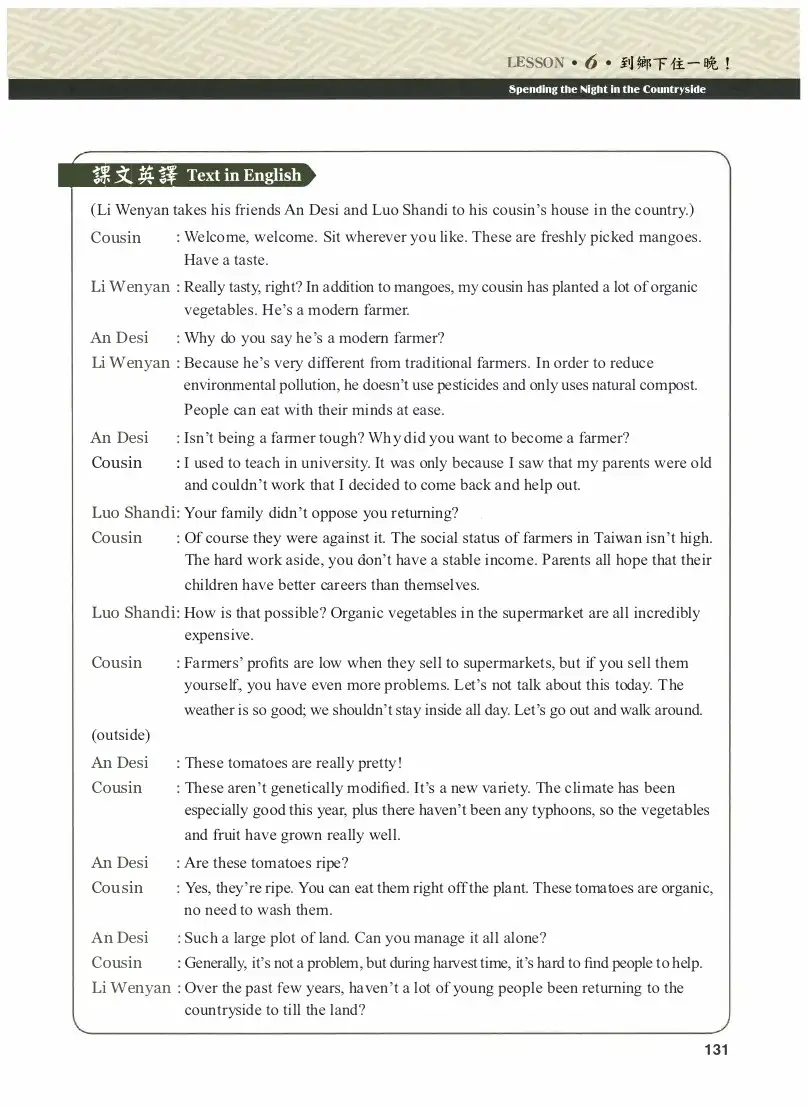 LESSON • 6 • 到鄉下住一晚！
Spending the Night in the Countryside
課文英譯 Text in English
(Li Wenyan takes his friends An Desi and Luo Shandi to his cousin's house in the country.)
Cousin : Welcome, welcome. Sit wherever you like. These are freshly picked mangoes.
Have a taste.
Li Wenyan : Really tasty, right? In addition to mangoes, my cousin has planted a lot of organic
vegetables. He's a modern farmer.
An Desi : Why do you say he's a modern farmer?
Li Wenyan : Because he's very different from traditional farmers. In order to reduce
environmental pollution, he doesn't use pesticides and only uses natural compost.
People can eat with their minds at ease.
An Desi : Isn't being a farmer tough? Why did you want to become a farmer?
Cousin : I used to teach in university. It was only because I saw that my parents were old
and couldn't work that I decided to come back and help out.
Luo Shandi: Your family didn't oppose you returning?
Cousin : Of course they were against it. The social status of farmers in Taiwan isn't high.
The hard work aside, you don't have a stable income. Parents all hope that their
children have better careers than themselves.
Luo Shandi: How is that possible? Organic vegetables in the supermarket are all incredibly
expensive.
Cousin : Farmers' profits are low when they sell to supermarkets, but if you sell them
yourself, you have even more problems. Let's not talk about this today. The
weather is so good; we shouldn't stay inside all day. Let's go out and walk around.
(outside)
An Desi : These tomatoes are really pretty!
Cousin : These aren't genetically modified. It's a new variety. The climate has been
especially good this year, plus there haven't been any typhoons, so the vegetables
and fruit have grown really well.
An Desi : Are these tomatoes ripe?
Cousin : Yes, they're ripe. You can eat them right off the plant. These tomatoes are organic,
no need to wash them.
An Desi : Such a large plot of land. Can you manage it all alone?
Cousin : Generally, it's not a problem, but during harvest time, it's hard to find people to help.
Li Wenyan : Over the past few years, haven't a lot of young people been returning to the
countryside to till the land?
131